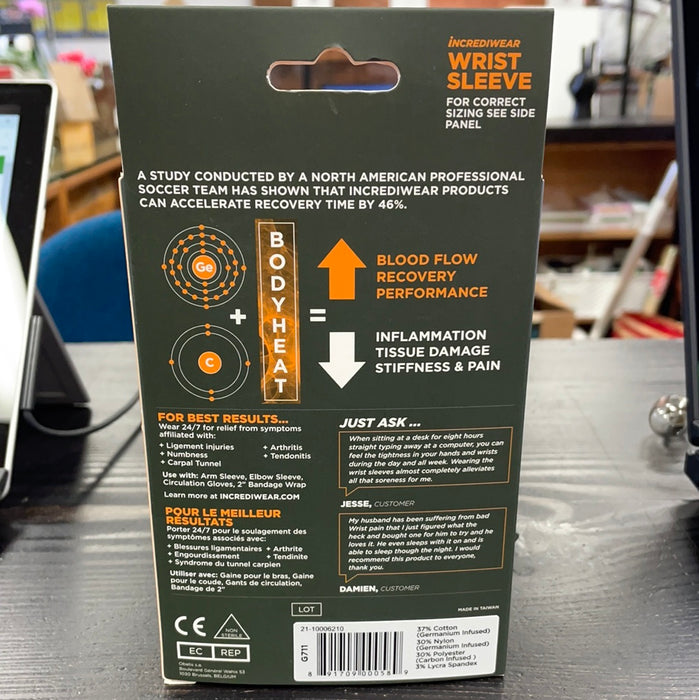 INCREDIWEAR
WRIST
SLEEVE
FOR CORRECT
SIZING SEE SIDE
PANEL
A STUDY CONDUCTED BY A NORTH AMERICAN PROFESSIONAL
SOCCER TEAM HAS SHOWN THAT INCREDIWEAR PRODUCTS
CAN ACCELERATE RECOVERY TIME BY 46%.
Ge
+
C
BODYHEAT
=
BLOOD FLOW
RECOVERY
PERFORMANCE
INFLAMMATION
TISSUE DAMAGE
STIFFNESS & PAIN
FOR BEST RESULTS...
Wear 24/7 for relief from symptoms
affiliated with:
+ Ligament injuries + Arthritis
+ Numbness + Tendonitis
+ Carpal Tunnel
Use with: Arm Sleeve, Elbow Sleeve,
Circulation Gloves, 2" Bandage Wrap
Learn more at INCREDIWEAR.COM
POUR LE MEILLEUR
RÉSULTATS
Porter 24/7 pour le soulagement des
symptômes associés avec:
+ Blessures ligamentaires + Arthrite
+ Engourdissement + Tendinite
+ Syndrome du tunnel carpien
Utiliser avec: Gaine pour le bras, Gaine
pour le coude, Gants de circulation,
Bandage de 2"
JUST ASK ...
When sitting at a desk for eight hours
straight typing away at a computer, you can
feel the tightness in your hands and wrists
during the day and all week. Wearing the
wrist sleeves almost completely alleviates
all that soreness for me.
JESSE, CUSTOMER
My husband has been suffering from bad
Wrist pain that I just figured what the
heck and bought one for him to try and he
loves it. He even sleeps with it on and is
able to sleep though the night. I would
recommend this product to everyone,
thank you.
DAMIEN, CUSTOMER
CE
NON
STERILE
EC REP
Obelis s.a
Boulevard Général Wahis 53
1030 Brussels, BELGIUM
LOT
MADE IN TAIWAN
21-10006210
G711
8 91709 00058 9
37% Cotton
(Germanium Infused)
30% Nylon
(Germanium Infused)
30% Polyester
(Carbon Infused )
3% Lycra Spandex